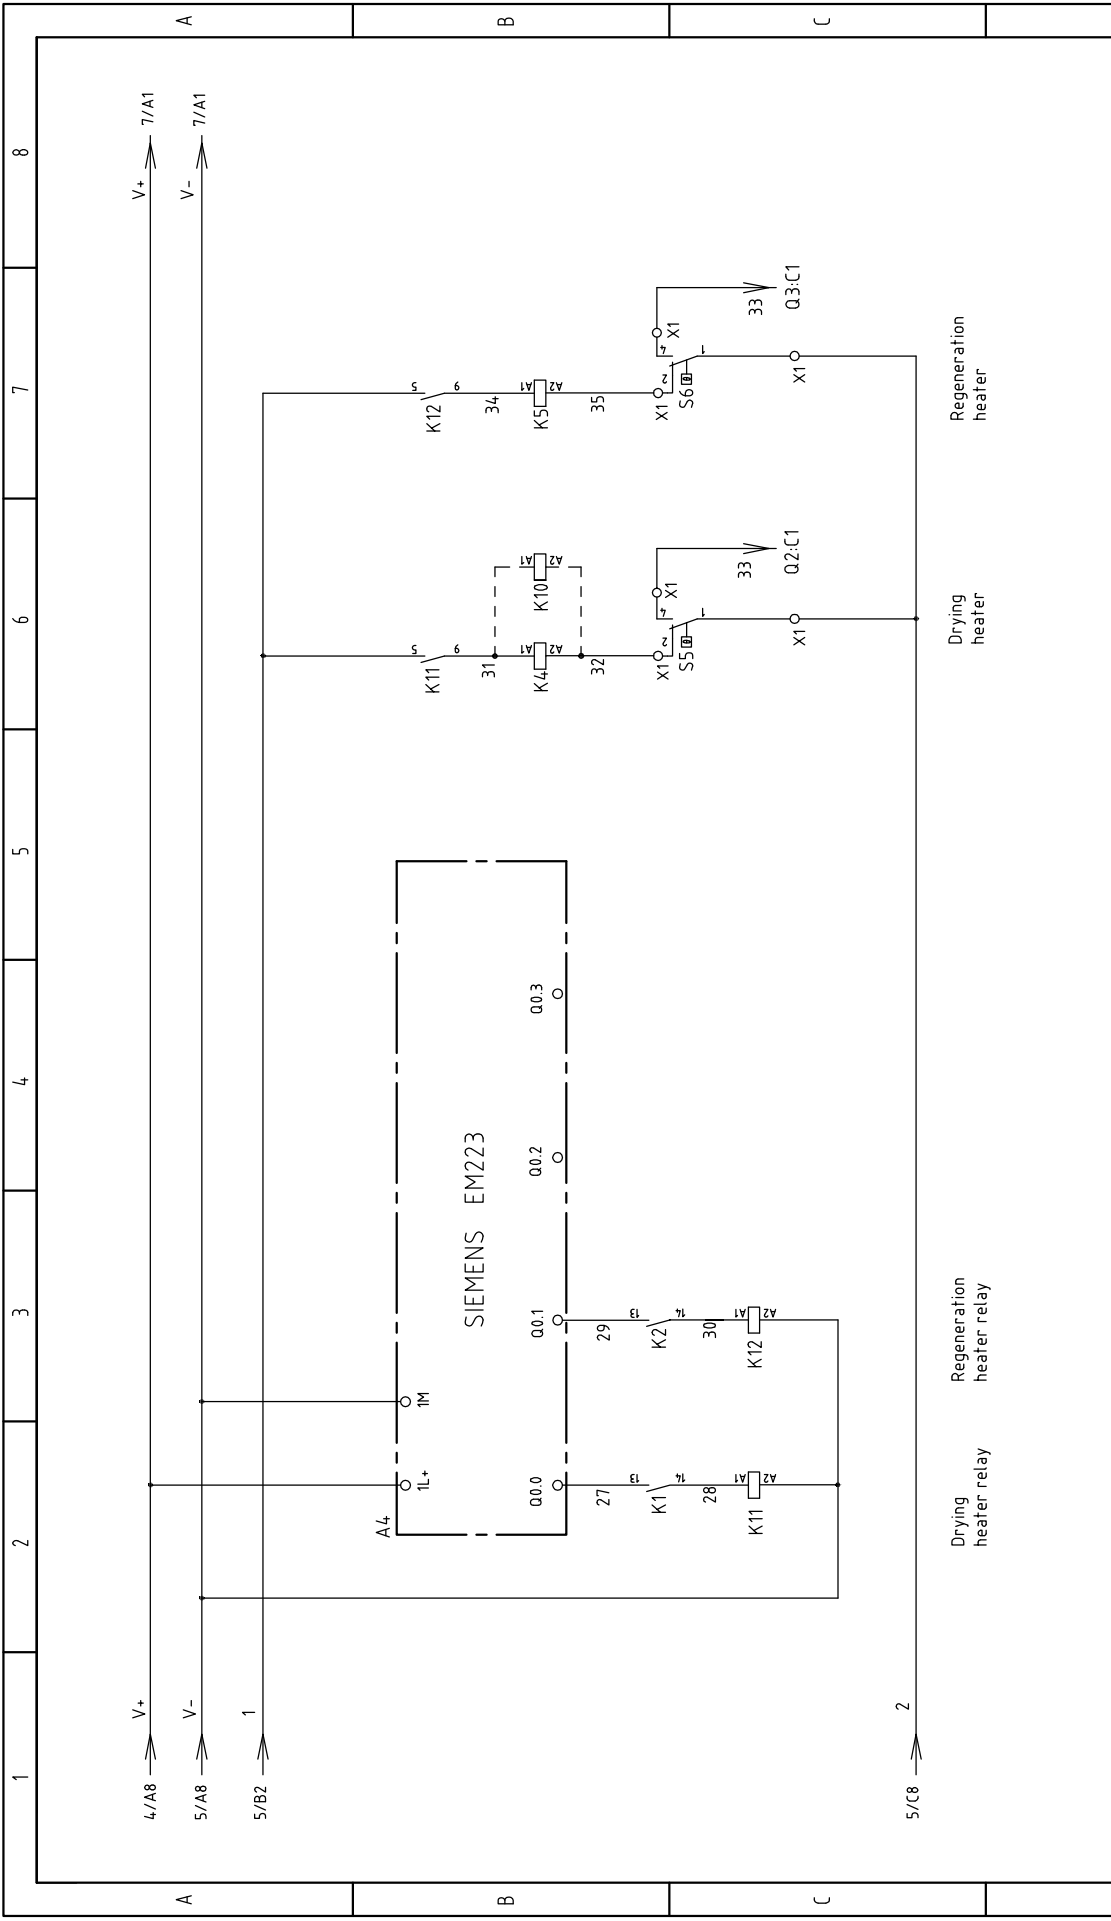 1
2
3
4
5
6
7
8
A
B
C
A
B
C
4/A8
V+
V+
7/A1
5/A8
V-
V-
7/A1
5/B2
1
A4
1L+
1M
SIEMENS EM223
Q0.0
Q0.1
Q0.2
Q0.3
27
13
K1
14
28
A1
K11
A2
29
13
K2
14
30
A1
K12
A2
5
K11
9
31
A1
K4
A2
32
A1
K10
A2
X1
2
4
X1
S5
θ
1
X1
33
Q2:C1
5
K12
9
34
A1
K5
A2
35
X1
2
4
X1
S6
θ
1
X1
33
Q3:C1
5/C8
2
Drying
heater relay
Regeneration
heater relay
Drying
heater
Regeneration
heater